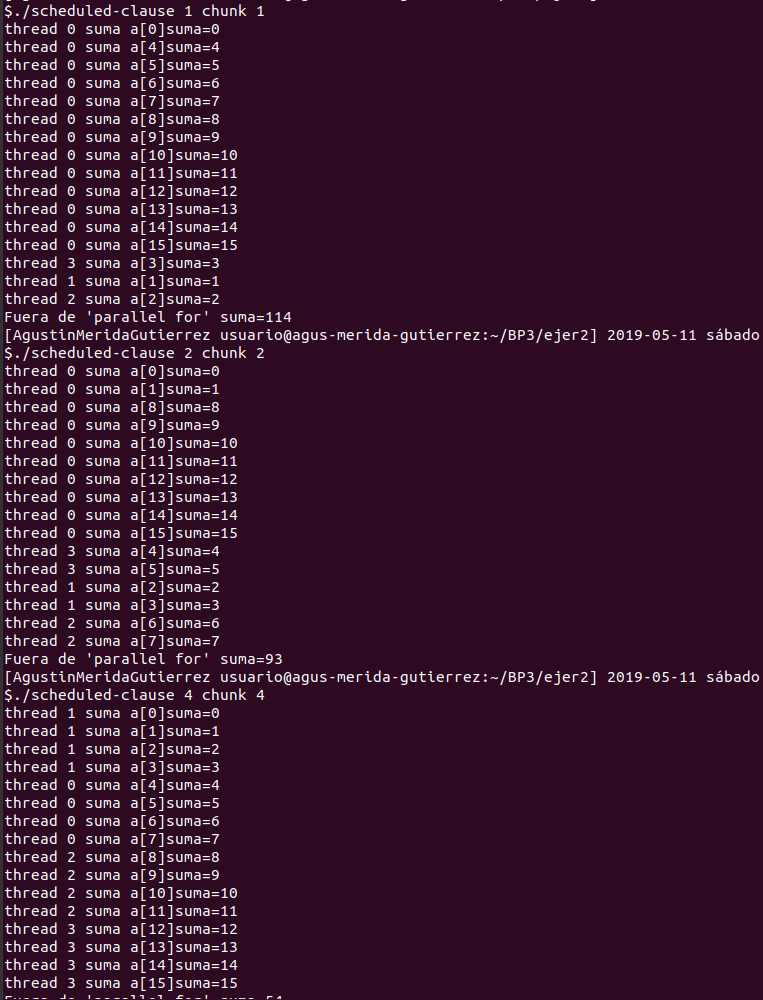 $./scheduled-clause 1 chunk 1
thread 0 suma a[0]suma=0
thread 0 suma a[4]suma=4
thread 0 suma a[5]suma=5
thread 0 suma a[6]suma=6
thread 0 suma a[7]suma=7
thread 0 suma a[8]suma=8
thread 0 suma a[9]suma=9
thread 0 suma a[10]suma=10
thread 0 suma a[11]suma=11
thread 0 suma a[12]suma=12
thread 0 suma a[13]suma=13
thread 0 suma a[14]suma=14
thread 0 suma a[15]suma=15
thread 3 suma a[3]suma=3
thread 1 suma a[1]suma=1
thread 2 suma a[2]suma=2
Fuera de 'parallel for' suma=114
[AgustinMeridaGutierrez usuario@agus-merida-gutierrez:~/BP3/ejer2] 2019-05-11 sábado
$./scheduled-clause 2 chunk 2
thread 0 suma a[0]suma=0
thread 0 suma a[1]suma=1
thread 0 suma a[8]suma=8
thread 0 suma a[9]suma=9
thread 0 suma a[10]suma=10
thread 0 suma a[11]suma=11
thread 0 suma a[12]suma=12
thread 0 suma a[13]suma=13
thread 0 suma a[14]suma=14
thread 0 suma a[15]suma=15
thread 3 suma a[4]suma=4
thread 3 suma a[5]suma=5
thread 1 suma a[2]suma=2
thread 1 suma a[3]suma=3
thread 2 suma a[6]suma=6
thread 2 suma a[7]suma=7
Fuera de 'parallel for' suma=93
[AgustinMeridaGutierrez usuario@agus-merida-gutierrez:~/BP3/ejer2] 2019-05-11 sábado
$./scheduled-clause 4 chunk 4
thread 1 suma a[0]suma=0
thread 1 suma a[1]suma=1
thread 1 suma a[2]suma=2
thread 1 suma a[3]suma=3
thread 0 suma a[4]suma=4
thread 0 suma a[5]suma=5
thread 0 suma a[6]suma=6
thread 0 suma a[7]suma=7
thread 2 suma a[8]suma=8
thread 2 suma a[9]suma=9
thread 2 suma a[10]suma=10
thread 2 suma a[11]suma=11
thread 3 suma a[12]suma=12
thread 3 suma a[13]suma=13
thread 3 suma a[14]suma=14
thread 3 suma a[15]suma=15
Fuera de 'parallel for' suma=54